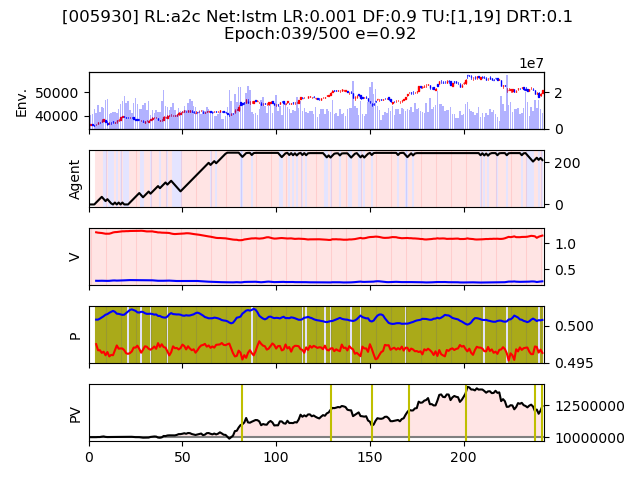 [005930] RL:a2c Net:lstm LR:0.001 DF:0.9 TU:[1,19] DRT:0.1
Epoch:039/500 e=0.92
1e7
Env.
50000
40000
2
0
Agent
200
0
V
1.0
0.5
P
0.500
0.495
PV
12500000
10000000
0 50 100 150 200